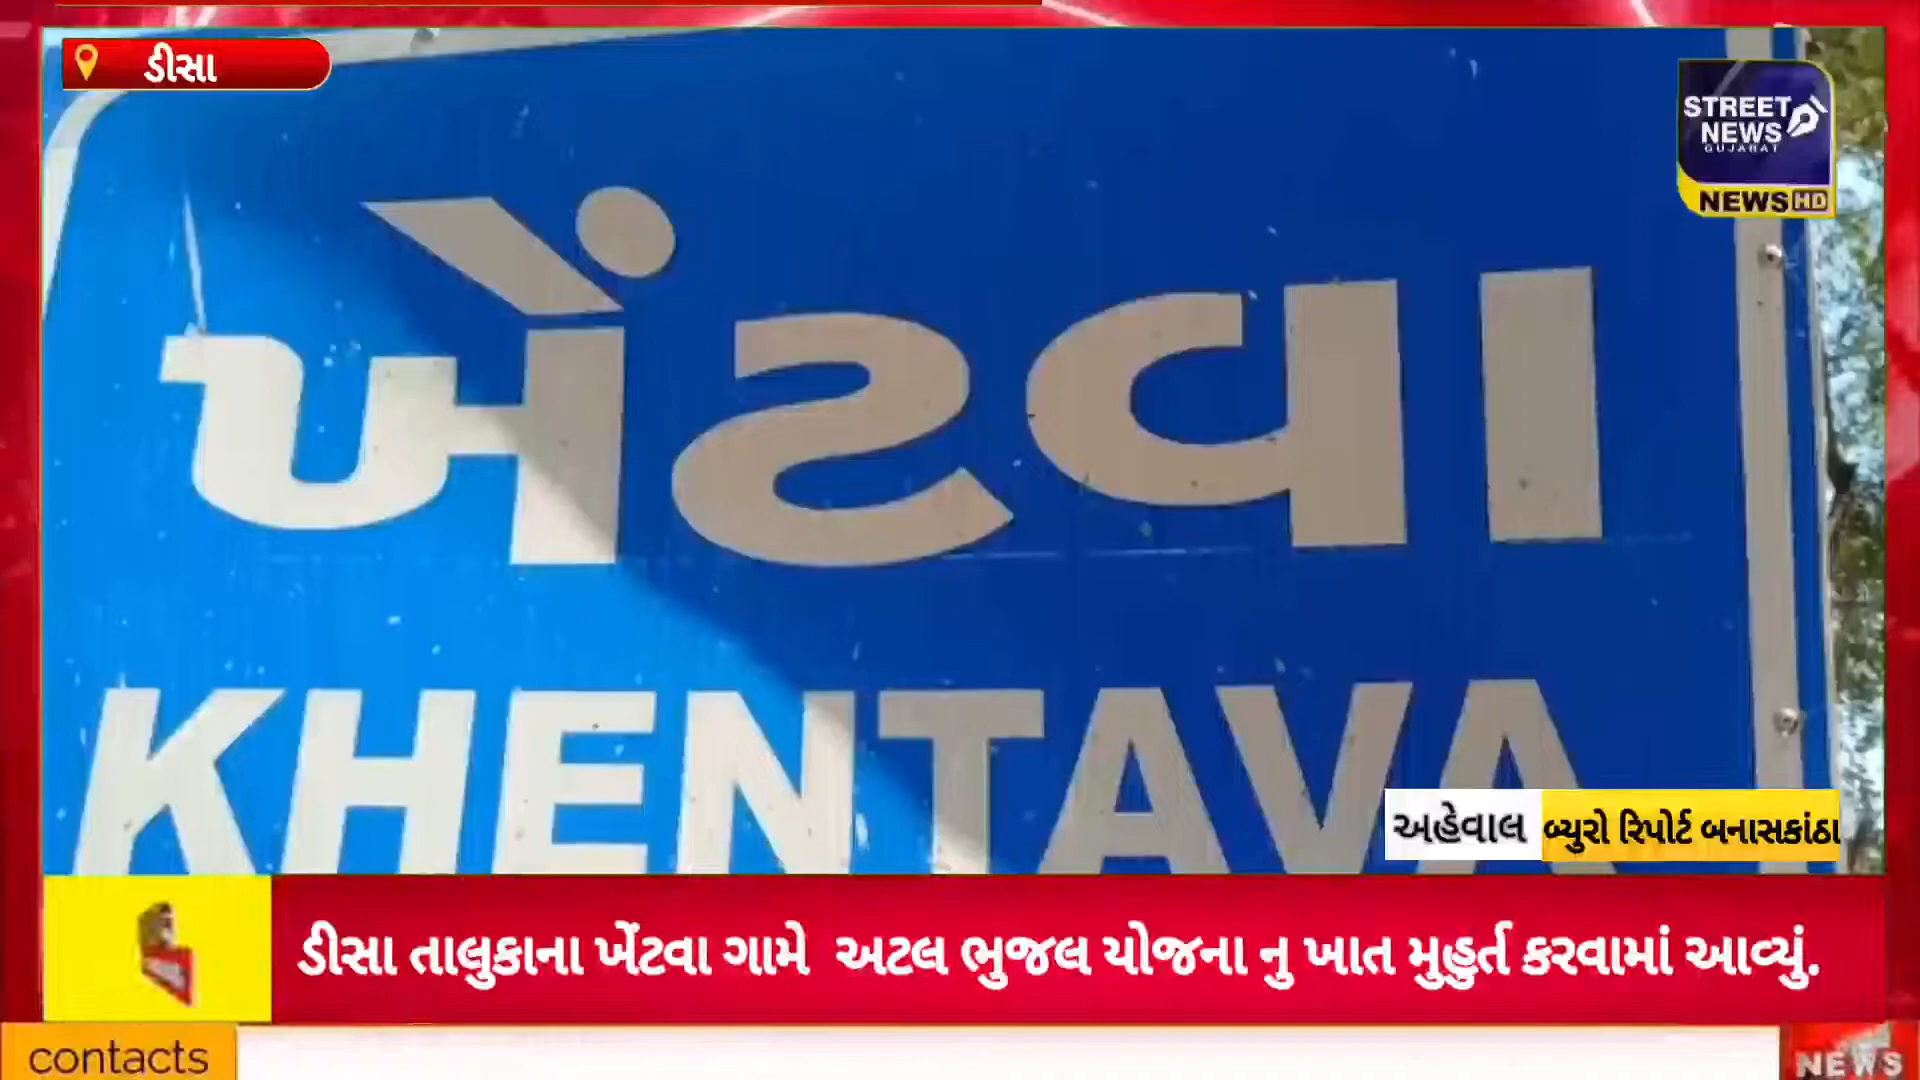 ડીસા
STREET
NEWS
GUJARAT
NEWS HD
ખેંટવા
KHENTAVA
અહેવાલ બ્યુરો રિપોર્ટ બનાસકાંઠા
ડીસા તાલુકાના ખેંટવા ગામે અટલ ભુજલ યોજના નુ ખાત મુહુર્ત કરવામાં આવ્યું.
contacts
NEWS